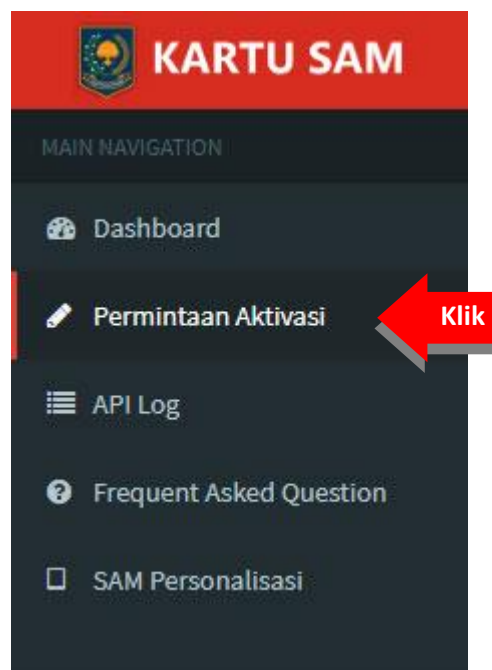 KARTU SAM
MAIN NAVIGATION
Dashboard
Permintaan Aktivasi
Klik
API Log
Frequent Asked Question
SAM Personalisasi